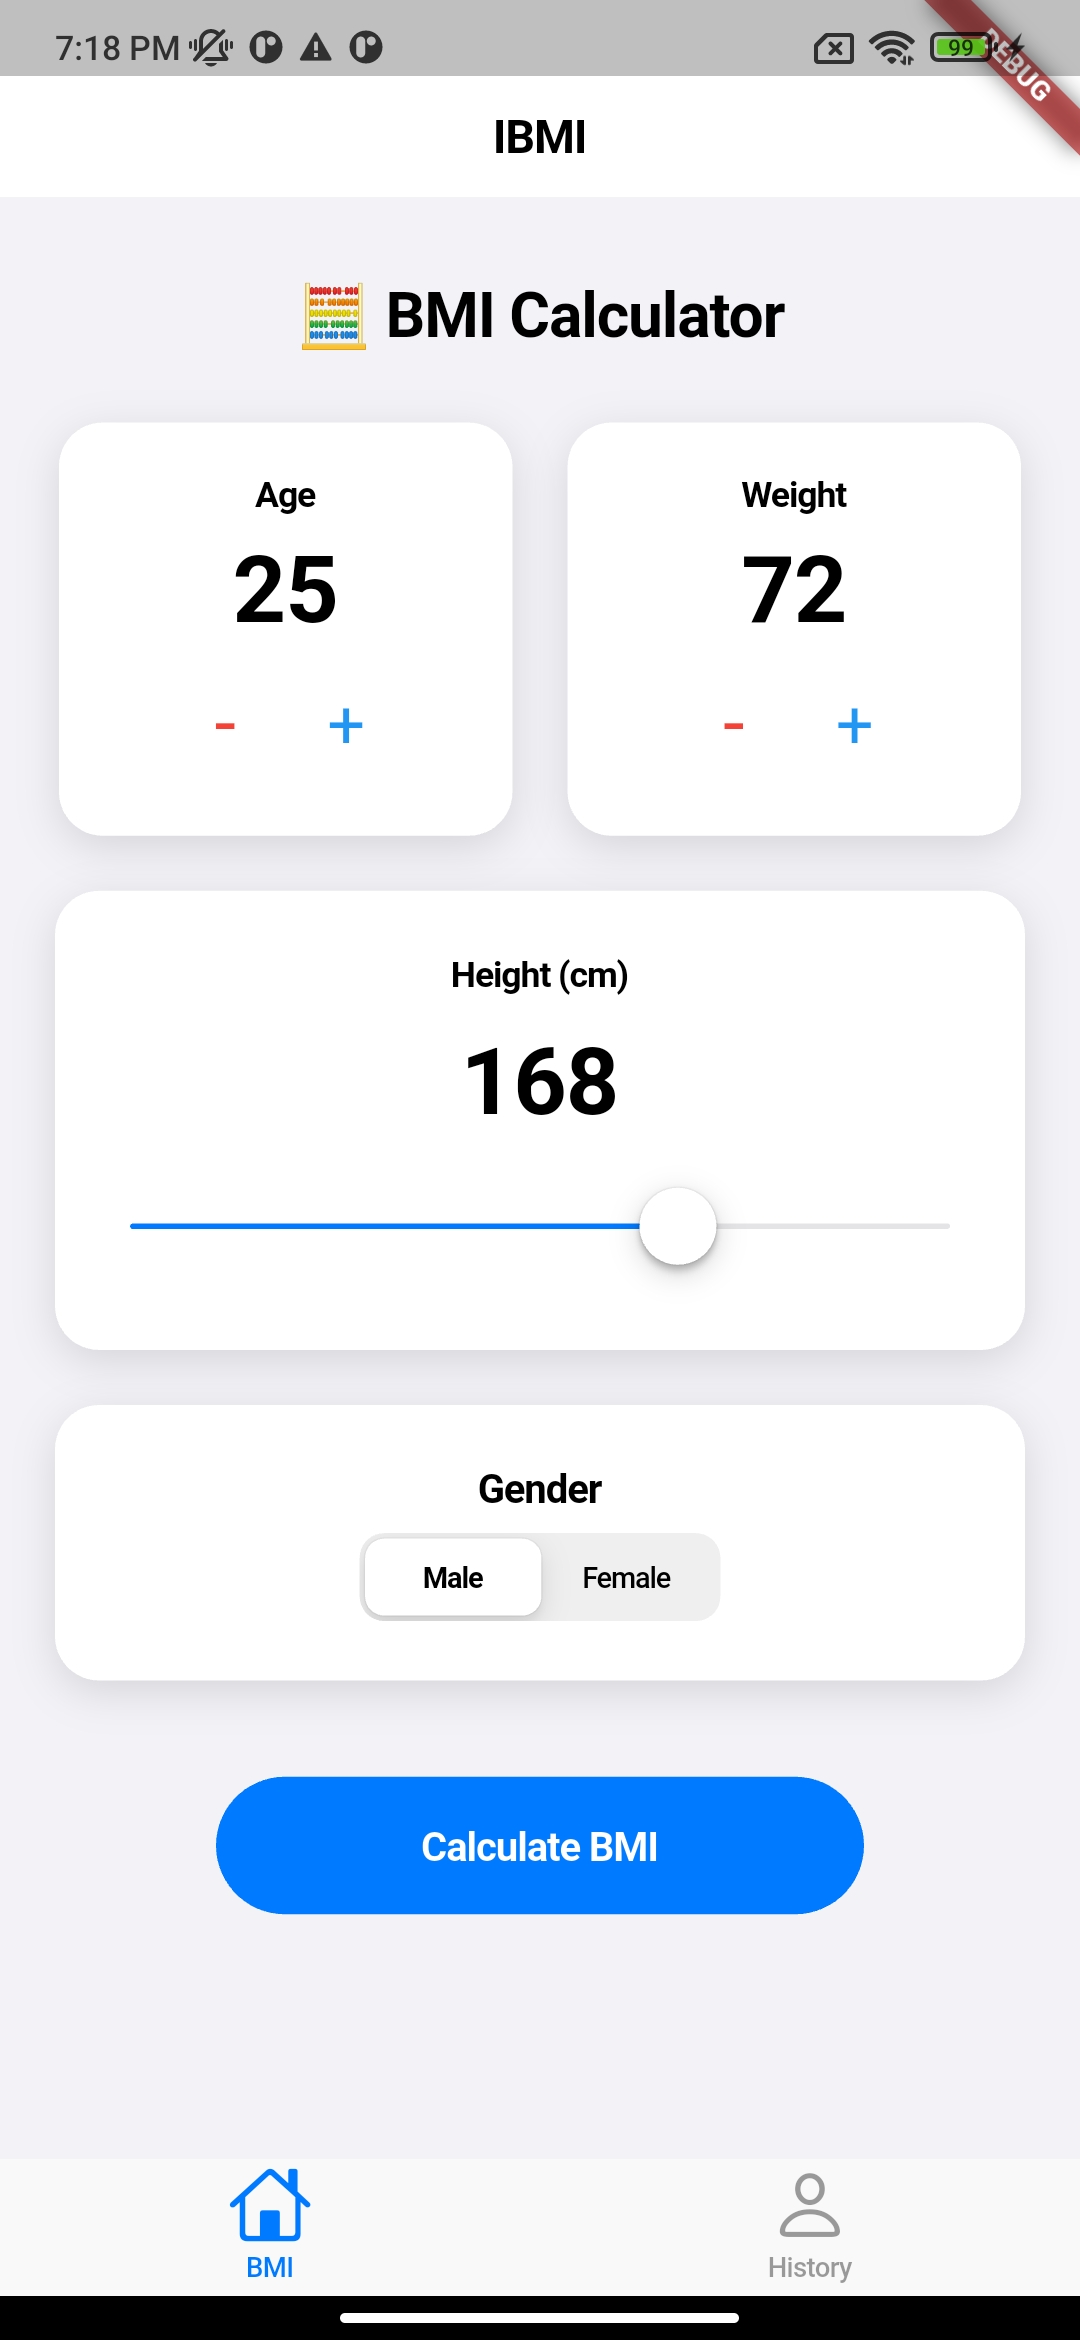 7:18 PM
99
DEBUG
IBMI
BMI Calculator
Age
Weight
25
72
- +
- +
Height (cm)
168
Gender
Male
Female
Calculate BMI
BMI
History